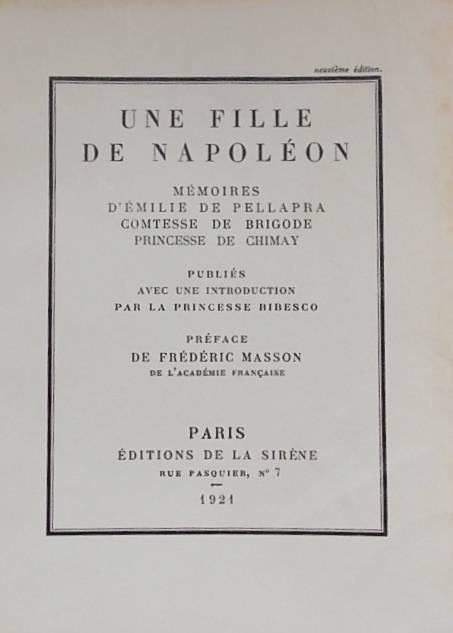 neuvième édition.
UNE FILLE
DE NAPOLÉON
MÉMOIRES
D'ÉMILIE DE PELLAPRA
COMTESSE DE BRIGODE
PRINCESSE DE CHIMAY
PUBLIÉS
AVEC UNE INTRODUCTION
PAR LA PRINCESSE BIBESCO
PRÉFACE
DE FRÉDÉRIC MASSON
DE L'ACADÉMIE FRANÇAISE
PARIS
ÉDITIONS DE LA SIRÈNE
RUE PASQUIER, N° 7
1921